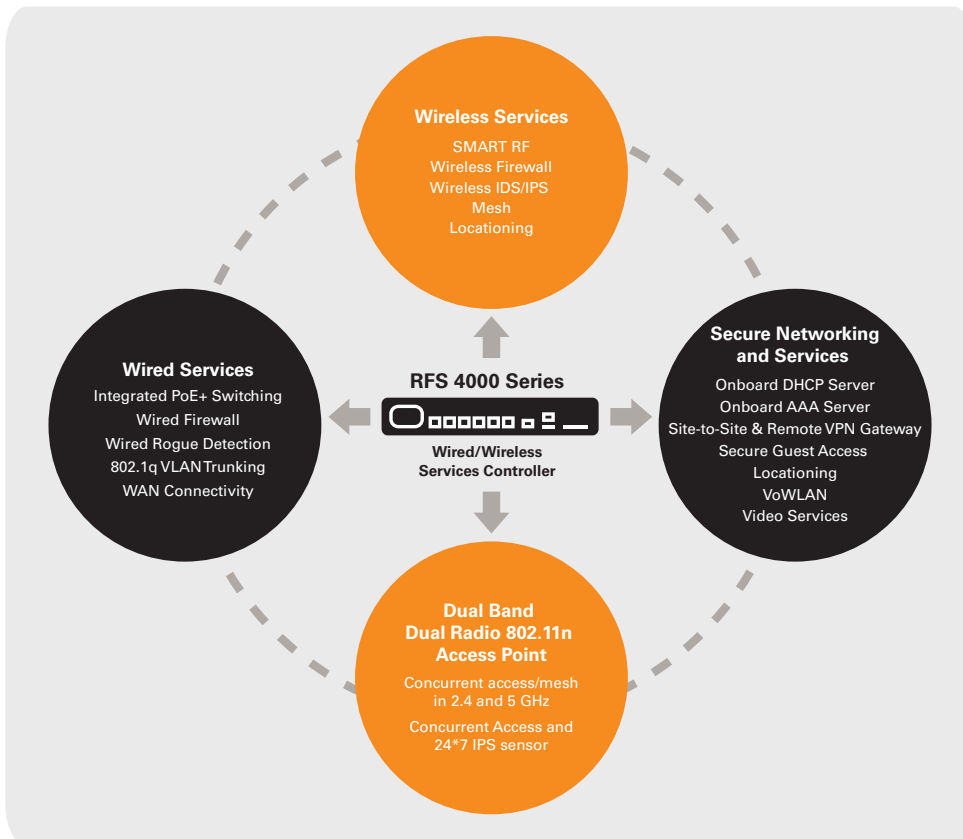 Wireless Services
SMART RF
Wireless Firewall
Wireless IDS/IPS
Mesh
Locationing
Wired Services
Integrated PoE+ Switching
Wired Firewall
Wired Rogue Detection
802.1q VLAN Trunking
WAN Connectivity
RFS 4000 Series
Wired/Wireless
Services Controller
Secure Networking
and Services
Onboard DHCP Server
Onboard AAA Server
Site-to-Site & Remote VPN Gateway
Secure Guest Access
Locationing
VoWLAN
Video Services
Dual Band
Dual Radio 802.11n
Access Point
Concurrent access/mesh
in 2.4 and 5 GHz
Concurrent Access and
24*7 IPS sensor